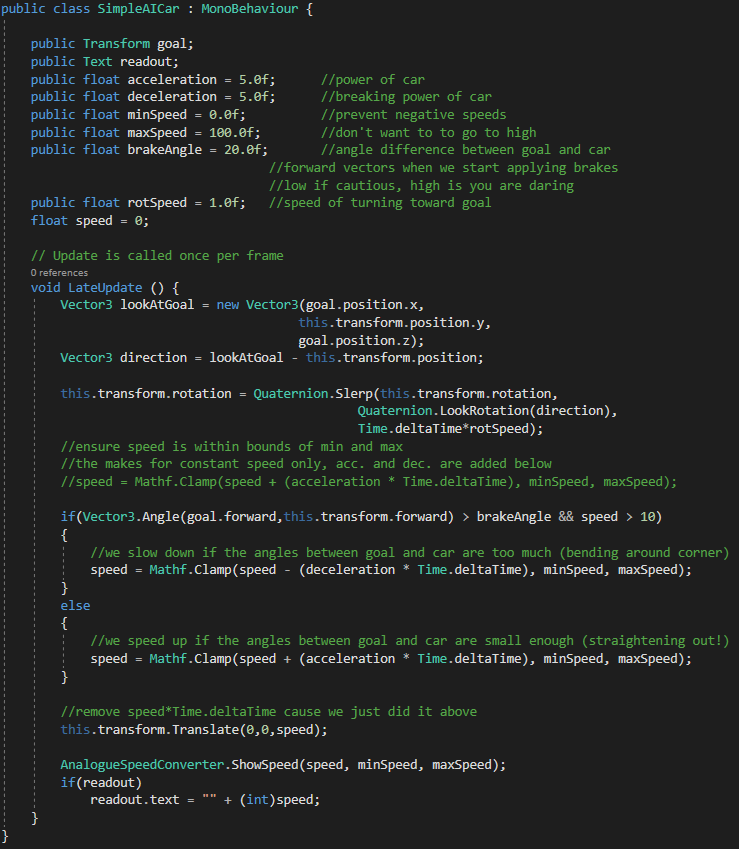 public class SimpleAICar : MonoBehaviour {
public Transform goal;
public Text readout;
public float acceleration = 5.0f; //power of car
public float deceleration = 5.0f; //breaking power of car
public float minSpeed = 0.0f; //prevent negative speeds
public float maxSpeed = 100.0f; //don't want to to go to high
public float brakeAngle = 20.0f; //angle difference between goal and car
//forward vectors when we start applying brakes
//low if cautious, high is you are daring
public float rotSpeed = 1.0f; //speed of turning toward goal
float speed = 0;
// Update is called once per frame
0 references
void LateUpdate () {
Vector3 lookAtGoal = new Vector3(goal.position.x,
this.transform.position.y,
goal.position.z);
Vector3 direction = lookAtGoal - this.transform.position;
this.transform.rotation = Quaternion.Slerp(this.transform.rotation,
Quaternion.LookRotation(direction),
Time.deltaTime*rotSpeed);
//ensure speed is within bounds of min and max
//the makes for constant speed only, acc. and dec. are added below
//speed = Mathf.Clamp(speed + (acceleration * Time.deltaTime), minSpeed, maxSpeed);
if(Vector3.Angle(goal.forward,this.transform.forward) > brakeAngle && speed > 10)
{
//we slow down if the angles between goal and car are too much (bending around corner)
speed = Mathf.Clamp(speed - (deceleration * Time.deltaTime), minSpeed, maxSpeed);
}
else
{
//we speed up if the angles between goal and car are small enough (straightening out!)
speed = Mathf.Clamp(speed + (acceleration * Time.deltaTime), minSpeed, maxSpeed);
}
//remove speed*Time.deltaTime cause we just did it above
this.transform.Translate(0,0,speed);
AnalogueSpeedConverter.ShowSpeed(speed, minSpeed, maxSpeed);
if(readout)
readout.text = "" + (int)speed;
}
}